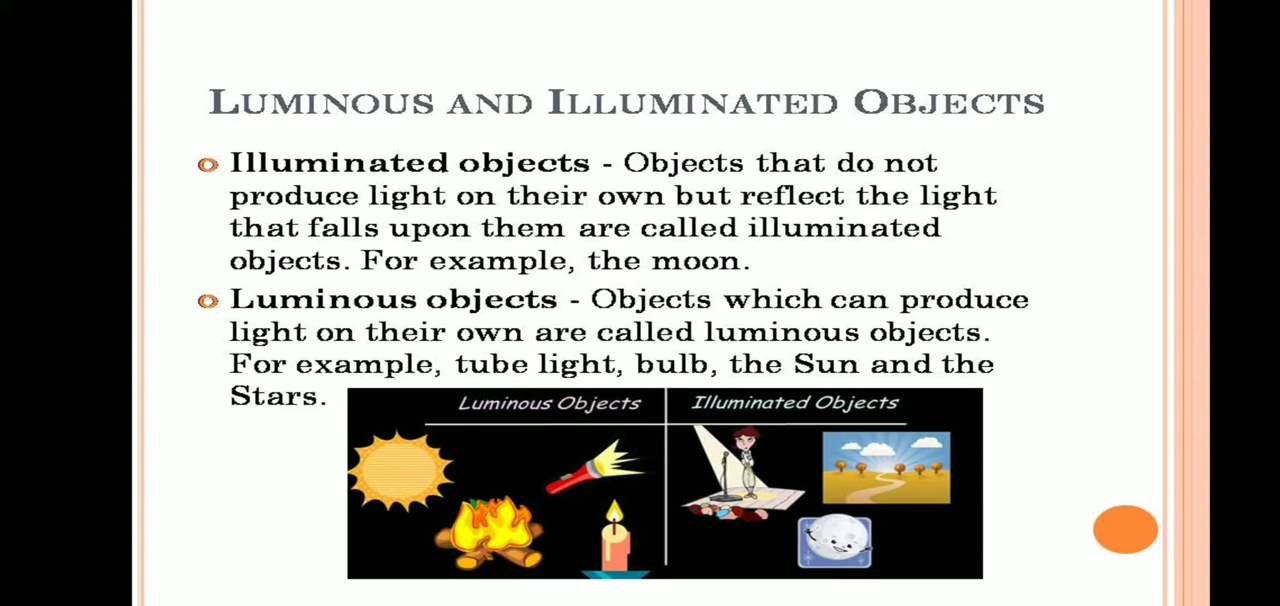 LUMINOUS AND ILLUMINATED OBJECTS
Illuminated objects - Objects that do not
produce light on their own but reflect the light
that falls upon them are called illuminated
objects. For example, the moon.
Luminous objects - Objects which can produce
light on their own are called luminous objects.
For example, tube light, bulb, the Sun and the
Stars.
Luminous Objects
Illuminated Objects